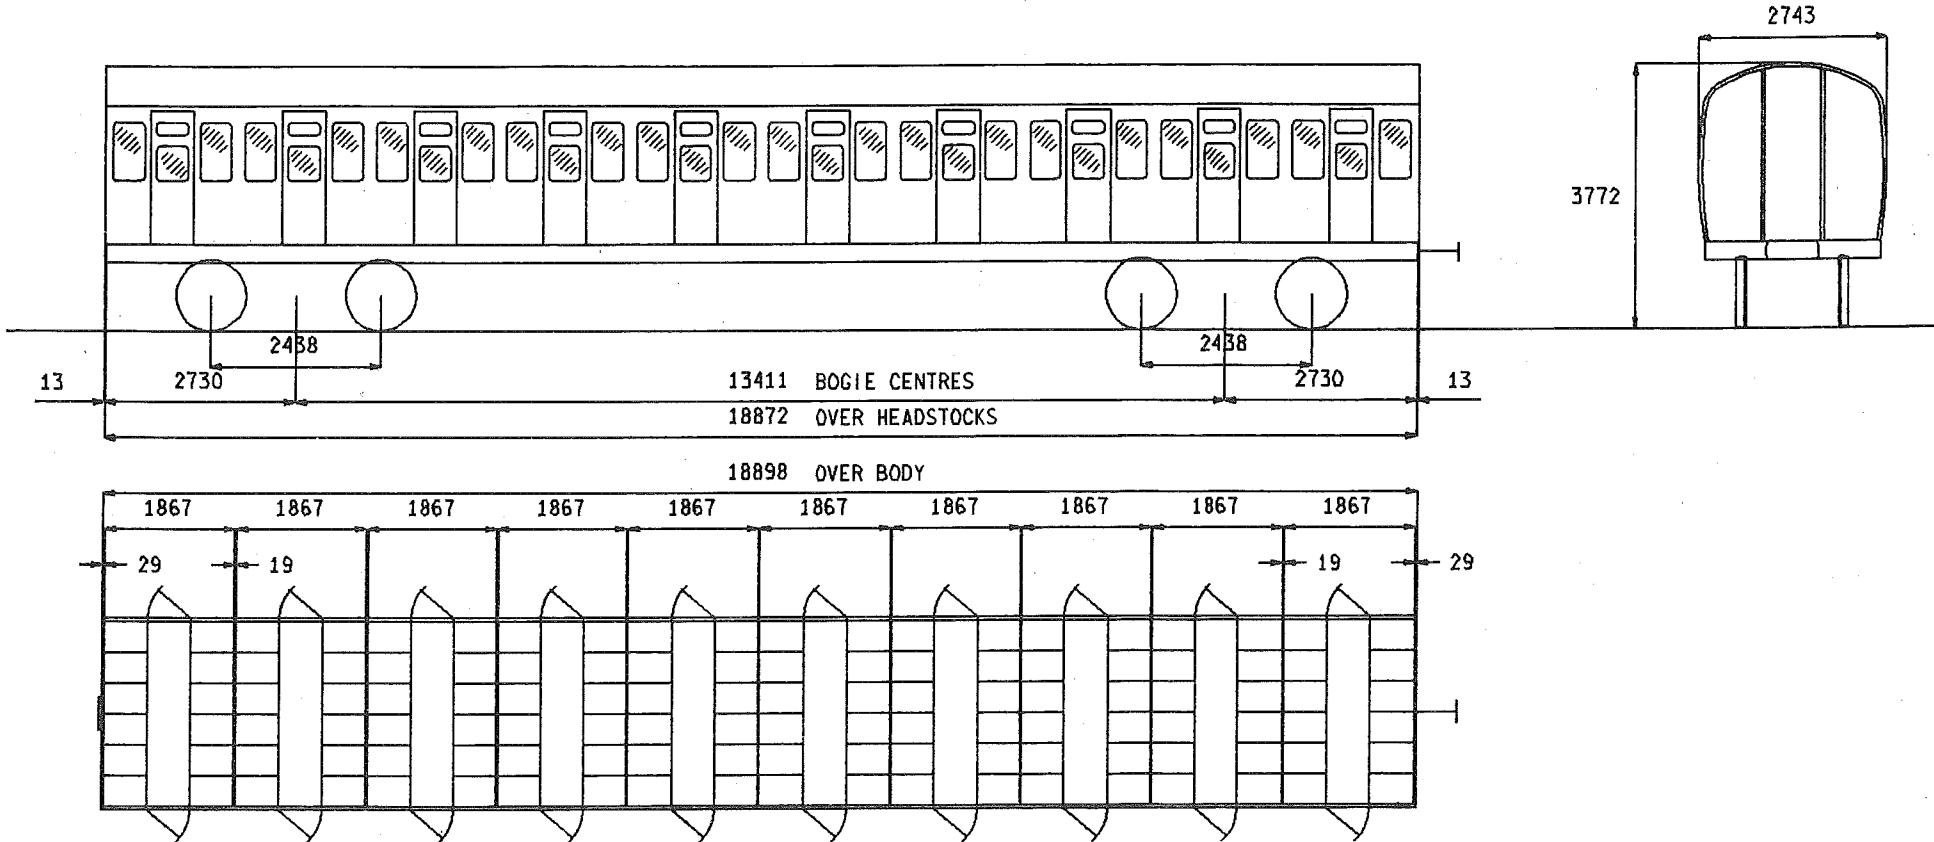 2743
3772
2438 2438
13 2730 13411 BOGIE CENTRES 2730 13
18872 OVER HEADSTOCKS
18898 OVER BODY
1867 1867 1867 1867 1867 1867 1867 1867 1867 1867
29 19 19 29